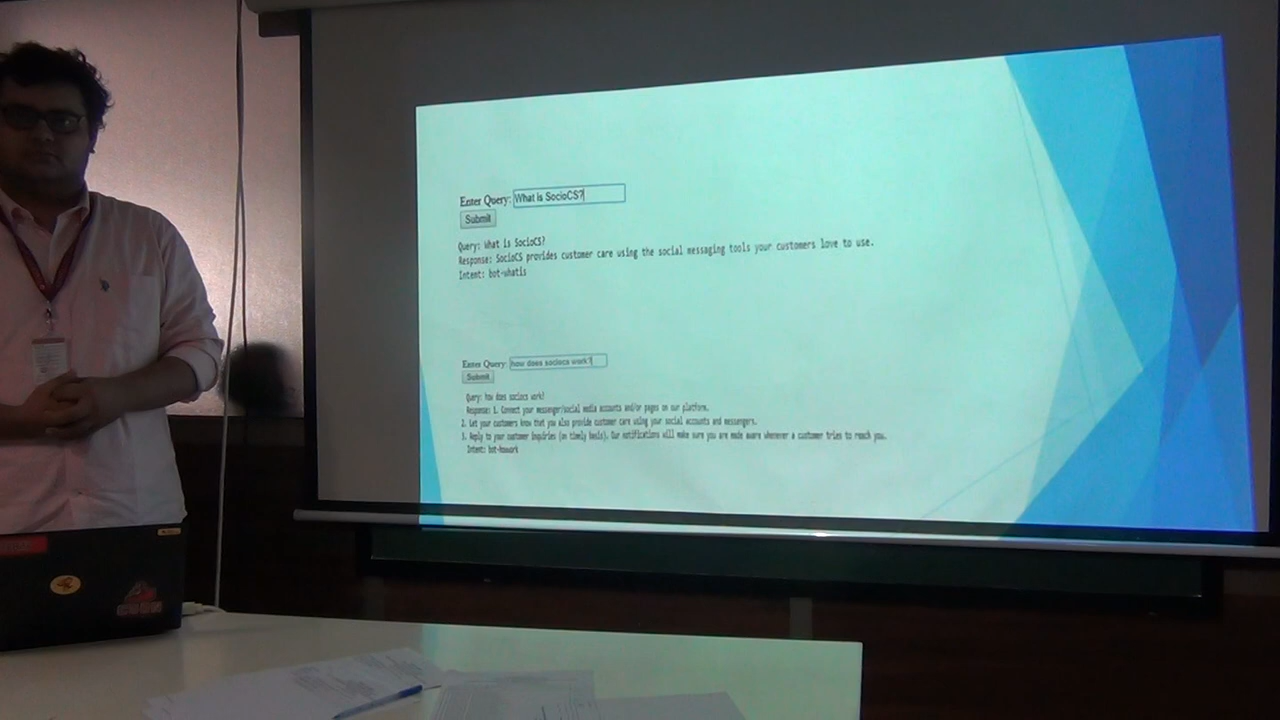 Enter Query: What is SocioCS?
Submit
Query: What is SocioCS?
Response: SocioCS provides customer care using the social messaging tools your customers love to use.
Intent: bot-whatis
Enter Query: how does sociocs work?
Submit
Query: how does sociocs work?
Response: 1. Connect your messenger/social media accounts and/or pages on our platform.
2. Let your customers know that you also provide customer care using your social accounts and messengers.
3. Reply to your customer inquiries (on timely basis). Our notifications will make sure you are made aware whenever a customer tries to reach you.
Intent: bot-howwork